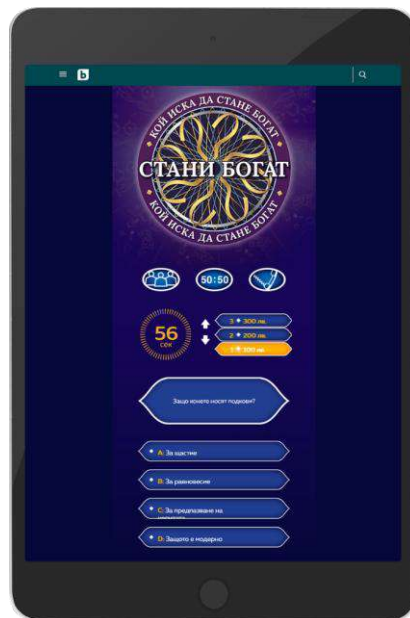 b
КОЙ ИСКА ДА СТАНЕ БОГАТ
СТАНИ БОГАТ
КОЙ ИСКА ДА СТАНЕ БОГАТ
50:50
56
сек
3 300 лв.
2 200 лв.
1 100 лв.
Защо конете носят подкови?
A: За щастие
B: За равновесие
C: За предпазване на
D: Защото е модерно